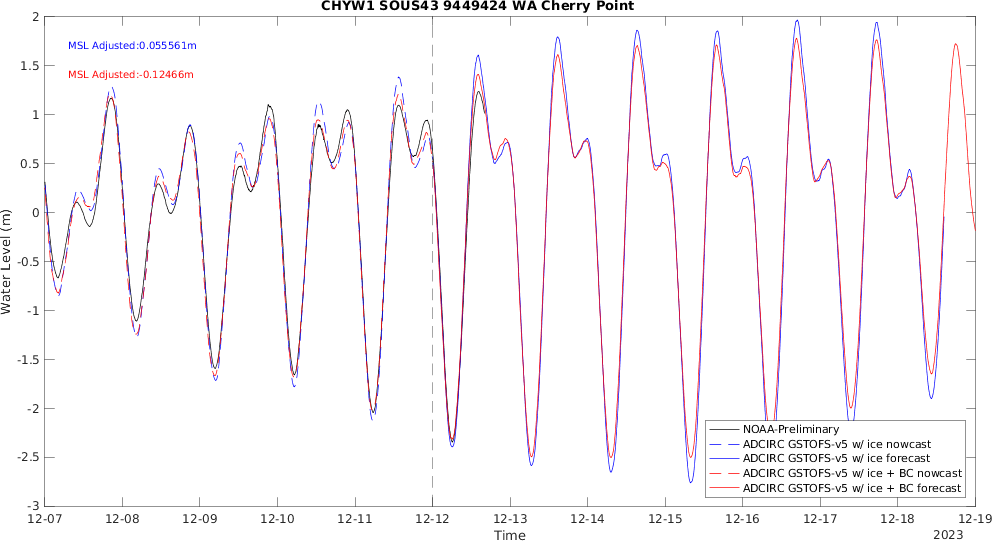 CHYW1 SOUS43 9449424 WA Cherry Point
MSL Adjusted:0.055561m
MSL Adjusted:-0.12466m
Water Level (m)
2
1.5
1
0.5
0
-0.5
-1
-1.5
-2
-2.5
-3
NOAA-Preliminary
ADCIRC GSTOFS-v5 w/ ice nowcast
ADCIRC GSTOFS-v5 w/ ice forecast
ADCIRC GSTOFS-v5 w/ ice + BC nowcast
ADCIRC GSTOFS-v5 w/ ice + BC forecast
12-07 12-08 12-09 12-10 12-11 12-12 12-13 12-14 12-15 12-16 12-17 12-18 12-19
Time
2023